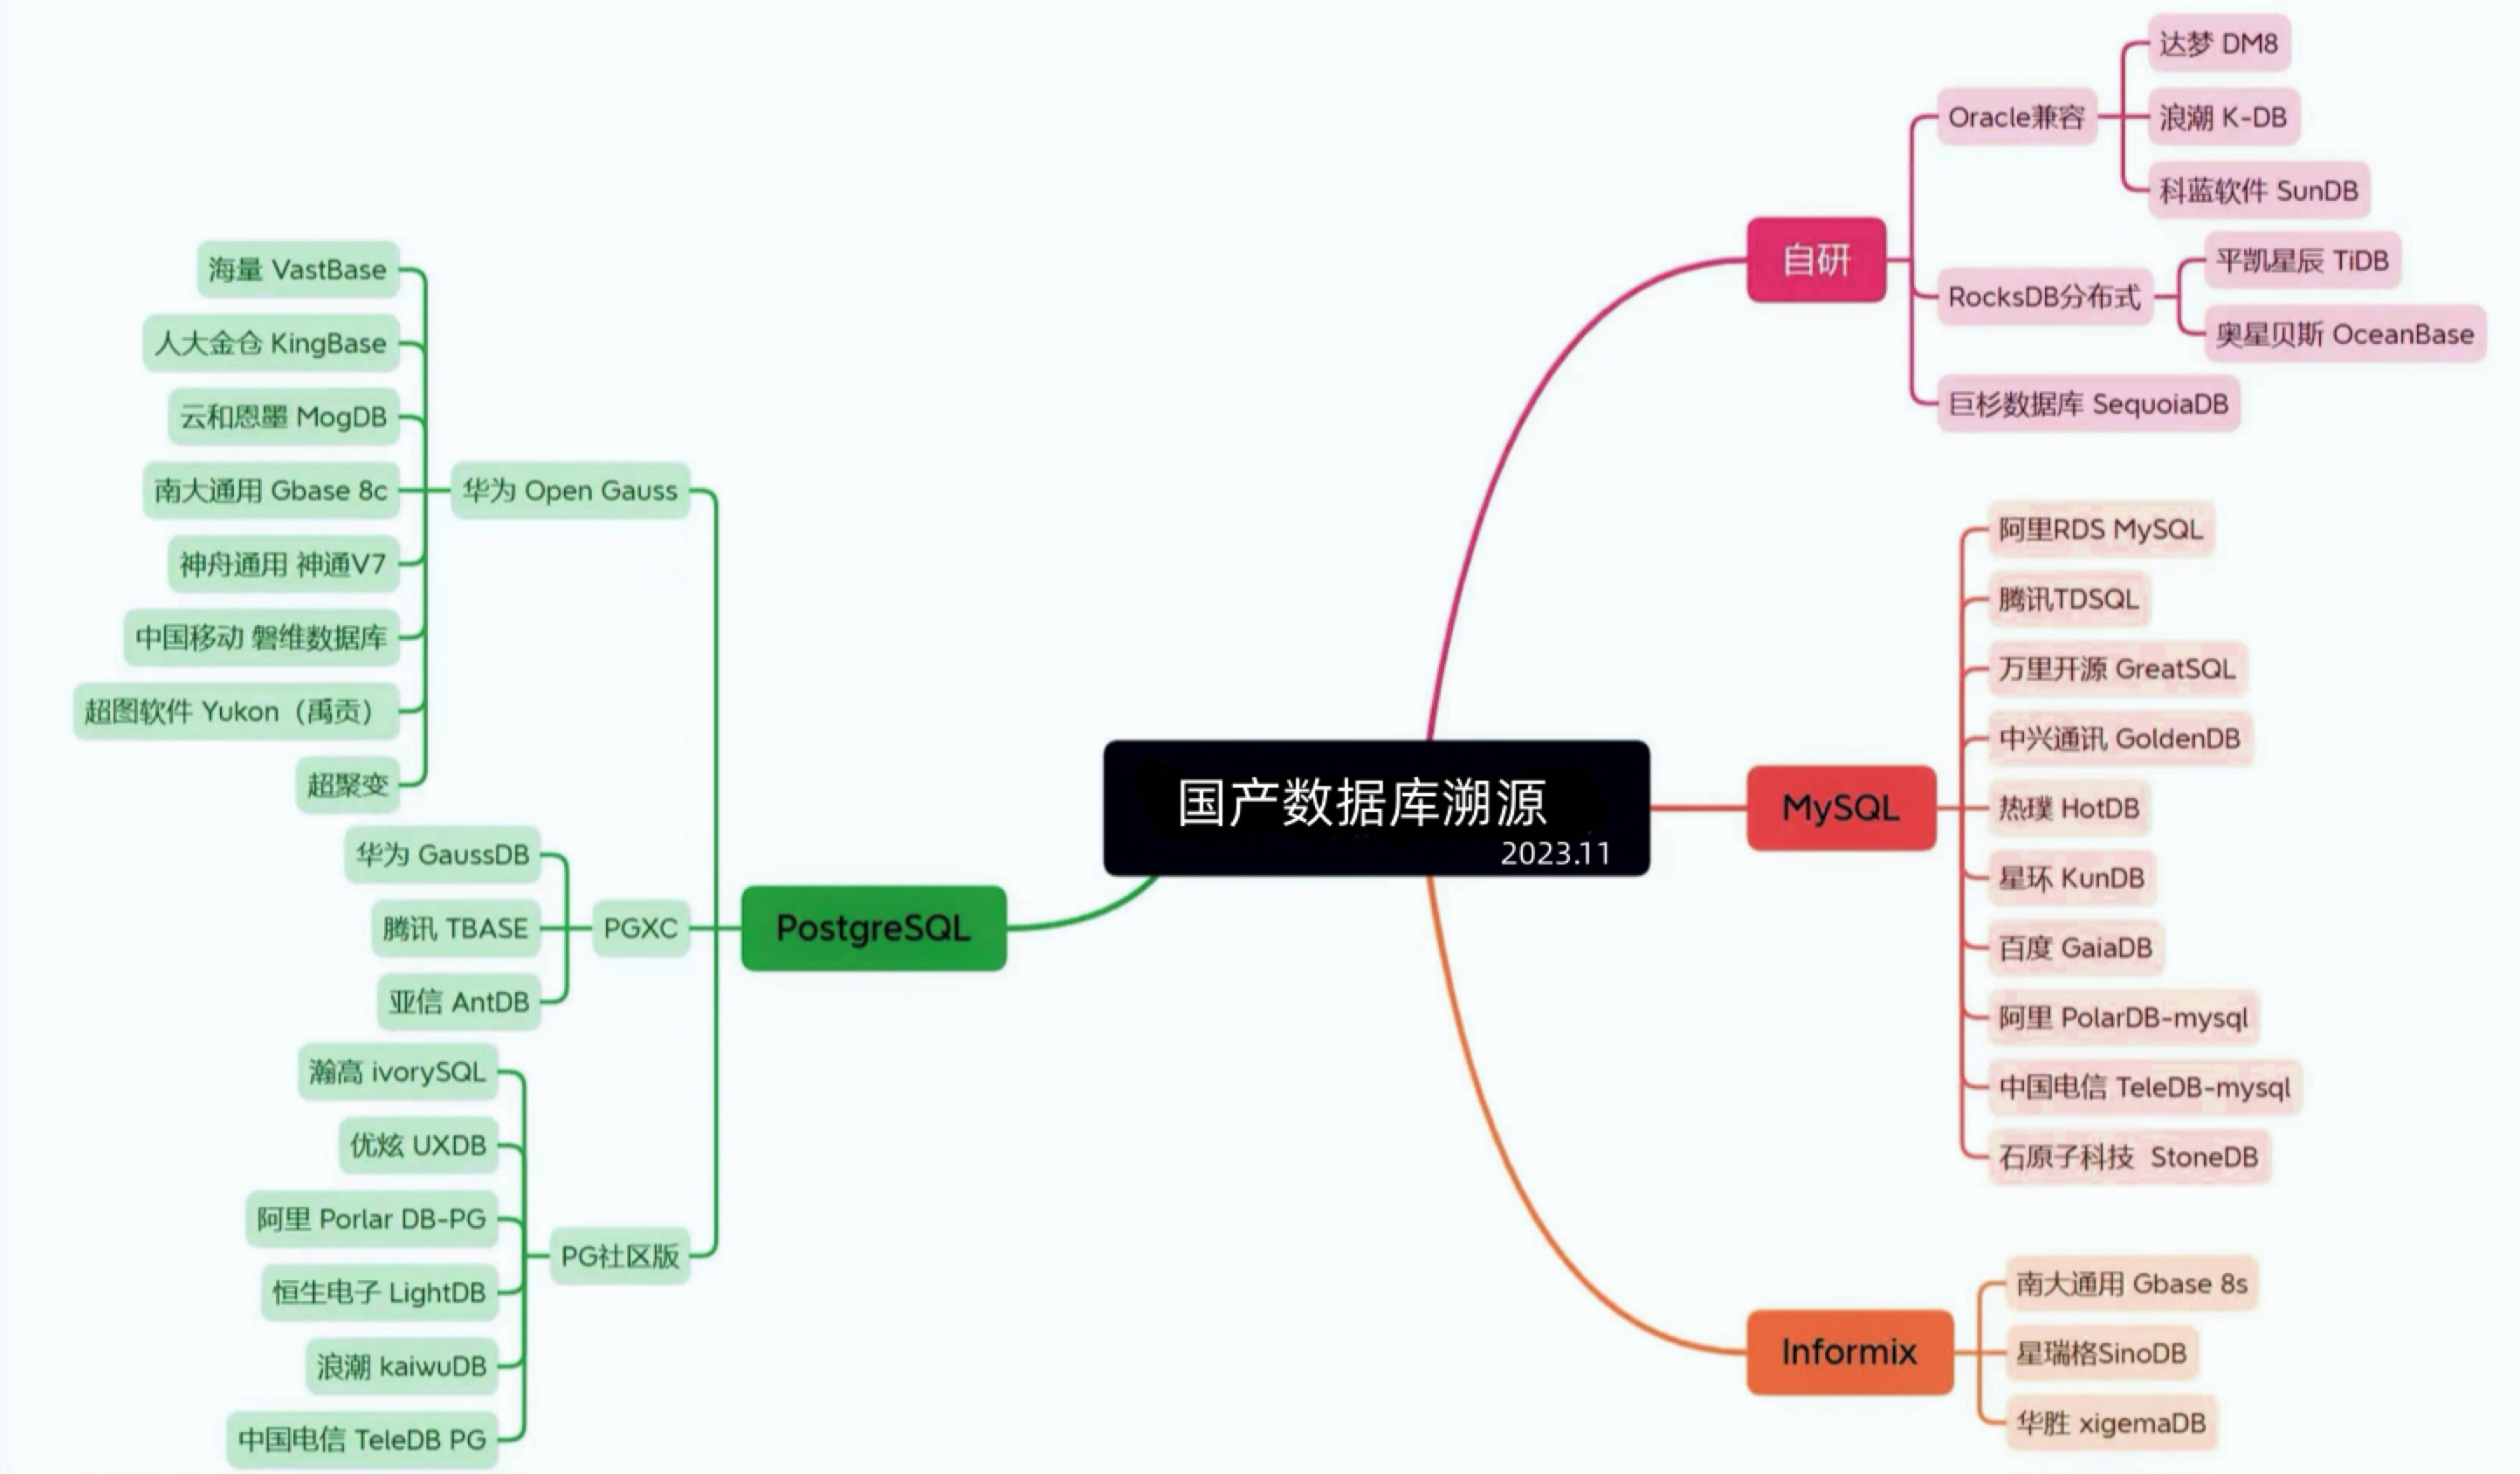 国产数据库溯源
2023.11
自研
Oracle兼容
达梦 DM8
浪潮 K-DB
科蓝软件 SunDB
RocksDB分布式
平凯星辰 TiDB
奥星贝斯 OceanBase
巨杉数据库 SequoiaDB
MySQL
阿里RDS MySQL
腾讯TDSQL
万里开源 GreatSQL
中兴通讯 GoldenDB
热璞 HotDB
星环 KunDB
百度 GaiaDB
阿里 PolarDB-mysql
中国电信 TeleDB-mysql
石原子科技 StoneDB
Informix
南大通用 Gbase 8s
星瑞格SinoDB
华胜 xigemaDB
PostgreSQL
华为 Open Gauss
海量 VastBase
人大金仓 KingBase
云和恩墨 MogDB
南大通用 Gbase 8c
神舟通用 神通V7
中国移动 磐维数据库
超图软件 Yukon（禹贡）
超聚变
PGXC
华为 GaussDB
腾讯 TBASE
亚信 AntDB
PG社区版
瀚高 ivorySQL
优炫 UXDB
阿里 Porlar DB-PG
恒生电子 LightDB
浪潮 kaiwuDB
中国电信 TeleDB PG